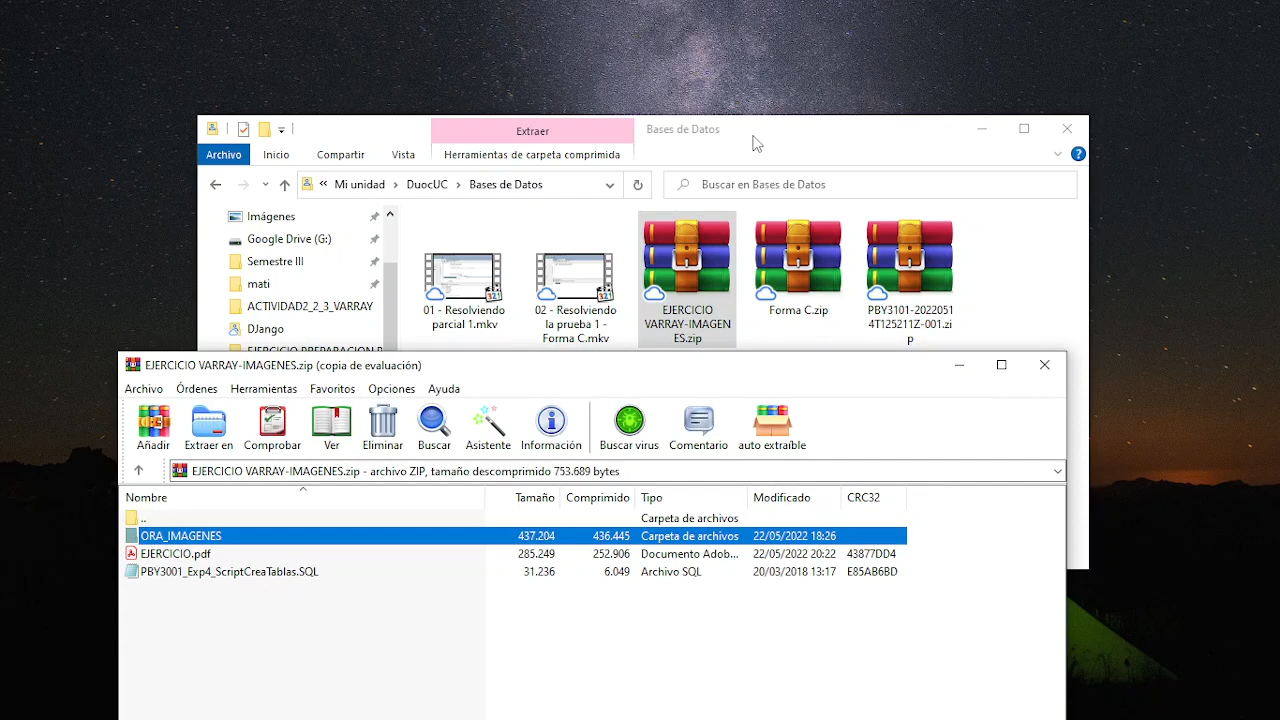 Extraer
Bases de Datos
Archivo
Inicio
Compartir
Vista
Herramientas de carpeta comprimida
« Mi unidad > DuocUC > Bases de Datos
Buscar en Bases de Datos
Imágenes
Google Drive (G:)
Semestre III
mati
ACTIVIDAD2_2_3_VARRAY
DJango
EJERCICIO PREPARACION P
01 - Resolviendo
parcial 1.mkv
02 - Resolviendo
la prueba 1 -
Forma C.mkv
EJERCICIO
VARRAY-IMAGEN
ES.zip
Forma C.zip
PBY3101-2022051
4T125211Z-001.zi
p
EJERCICIO VARRAY-IMAGENES.zip (copia de evaluación)
Archivo
Órdenes
Herramientas
Favoritos
Opciones
Ayuda
Añadir
Extraer en
Comprobar
Ver
Eliminar
Buscar
Asistente
Información
Buscar virus
Comentario
auto extraíble
EJERCICIO VARRAY-IMAGENES.zip - archivo ZIP, tamaño descomprimido 753.689 bytes
Nombre Tamaño Comprimido Tipo Modificado CRC32
.. Carpeta de archivos
ORA_IMAGENES 437.204 436.445 Carpeta de archivos 22/05/2022 18:26
EJERCICIO.pdf 285.249 252.906 Documento Adob... 22/05/2022 20:22 43877DD4
PBY3001_Exp4_ScriptCreaTablas.SQL 31.236 6.049 Archivo SQL 20/03/2018 13:17 E85AB6BD